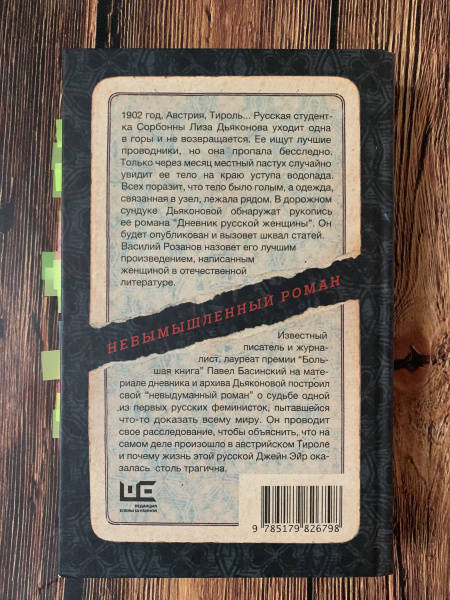 1902 год, Австрия, Тироль... Русская студент-
ка Сорбонны Лиза Дьяконова уходит одна
в горы и не возвращается. Ее ищут лучшие
проводники, но она пропала бесследно.
Только через месяц местный пастух случайно
увидит ее тело на краю уступа водопада.
Всех поразит, что тело было голым, а одежда,
связанная в узел, лежала рядом. В дорожном
сундуке Дьяконовой обнаружат рукопись
ее романа "Дневник русской женщины". Он
будет опубликован и вызовет шквал статей.
Василий Розанов назовет его лучшим
произведением, написанным
женщиной в отечественной
литературе.
НЕВЫМЫШЛЕННЫЙ РОМАН
Известный
писатель и журна-
лист, лауреат премии "Боль-
шая книга" Павел Басинский на мате-
риале дневника и архива Дьяконовой построил
свой "невыдуманный роман" о судьбе одной
из первых русских феминисток, пытавшейся
что-то доказать всему миру. Он проводит
свое расследование, чтобы объяснить, что на
самом деле произошло в австрийском Тироле
и почему жизнь этой русской Джейн Эйр ока-
залась столь трагична.
РЕДАКЦИЯ
ЕЛЕНЫ ШУБИНОЙ
9 785179 826798